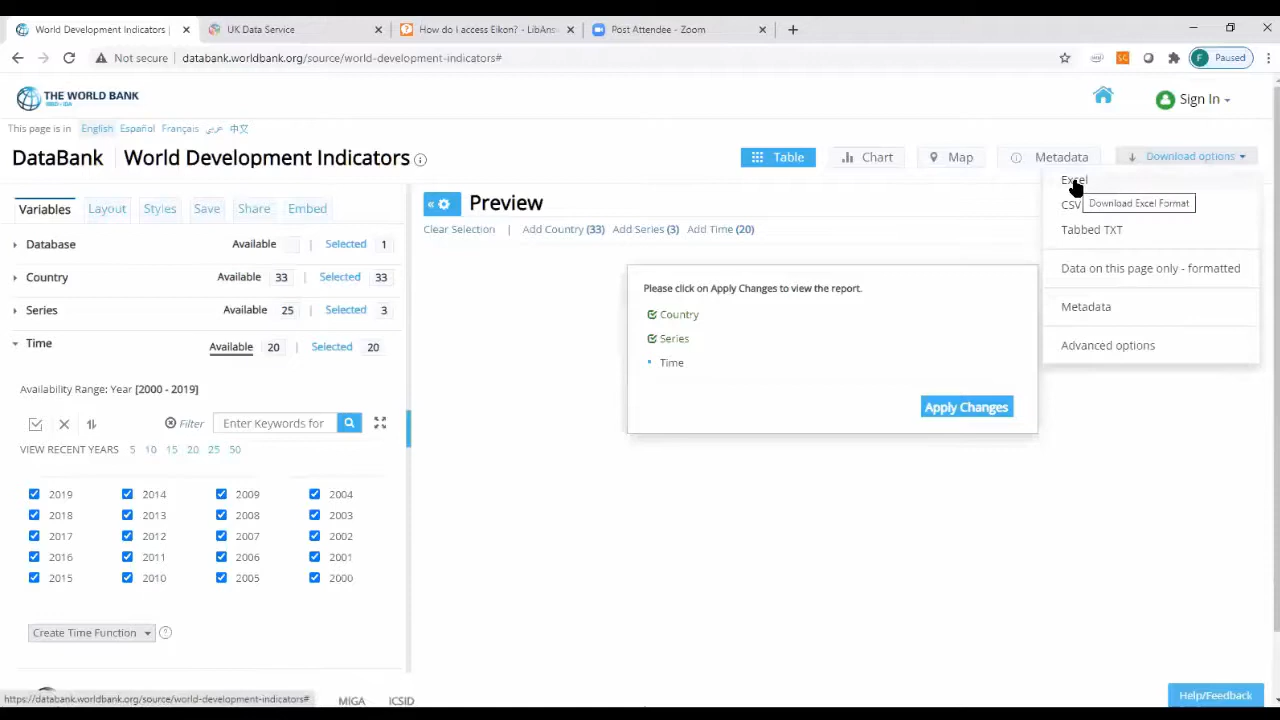 World Development Indicators |
UK Data Service
How do I access Eikon? - LibAns
Post Attendee - Zoom
Not secure | databank.worldbank.org/source/world-development-indicators#
F Paused
THE WORLD BANK
IBRD • IDA
Sign In
This page is in English Español Français عربي 中文
DataBank World Development Indicators
Table Chart Map Metadata Download options
Variables Layout Styles Save Share Embed
Preview
Excel
Download Excel Format
CSV
Tabbed TXT
Data on this page only - formatted
Metadata
Advanced options
Clear Selection | Add Country (33) Add Series (3) Add Time (20)
Database Available | Selected 1
Country Available 33 | Selected 33
Series Available 25 | Selected 3
Time Available 20 | Selected 20
Please click on Apply Changes to view the report.
Country
Series
Time
Apply Changes
Availability Range: Year [2000 - 2019]
Filter Enter Keywords for
VIEW RECENT YEARS 5 10 15 20 25 50
2019 2014 2009 2004
2018 2013 2008 2003
2017 2012 2007 2002
2016 2011 2006 2001
2015 2010 2005 2000
Create Time Function
https://databank.worldbank.org/source/world-development-indicators#
MIGA ICSID
Help/Feedback